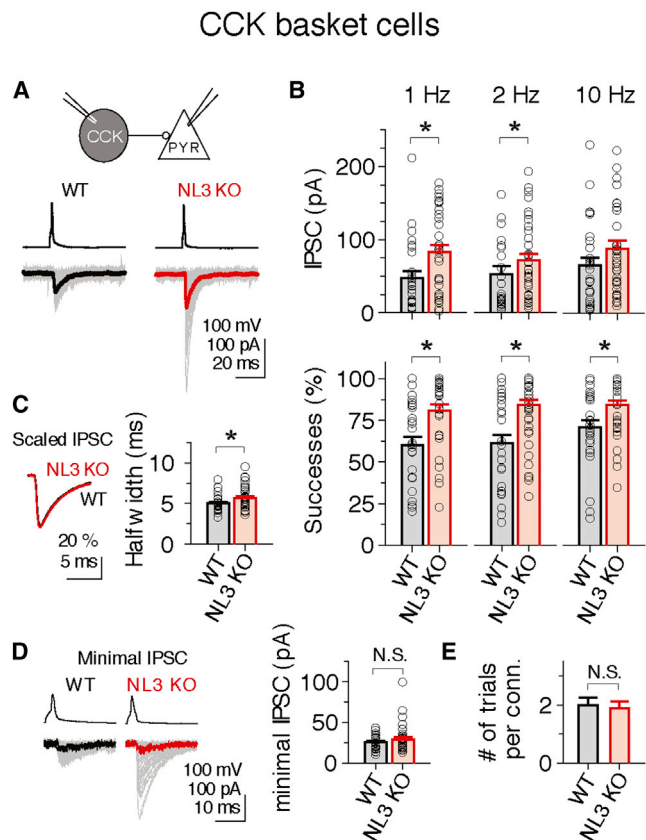 CCK basket cells
A
CCK
PYR
WT
NL3 KO
100 mV
100 pA
20 ms
B
1 Hz 2 Hz 10 Hz
* *
IPSC (pA)
200
100
50
0
* * *
Successes (%)
100
75
50
25
0
WT NL3 KO WT NL3 KO WT NL3 KO
C
Scaled IPSC
NL3 KO
WT
20 %
5 ms
Half width (ms)
15
10
5
0
*
WT NL3 KO
D
Minimal IPSC
WT NL3 KO
100 mV
100 pA
10 ms
minimal IPSC (pA)
100
50
25
0
N.S.
WT NL3 KO
E
# of trials
per conn.
2
0
N.S.
WT NL3 KO